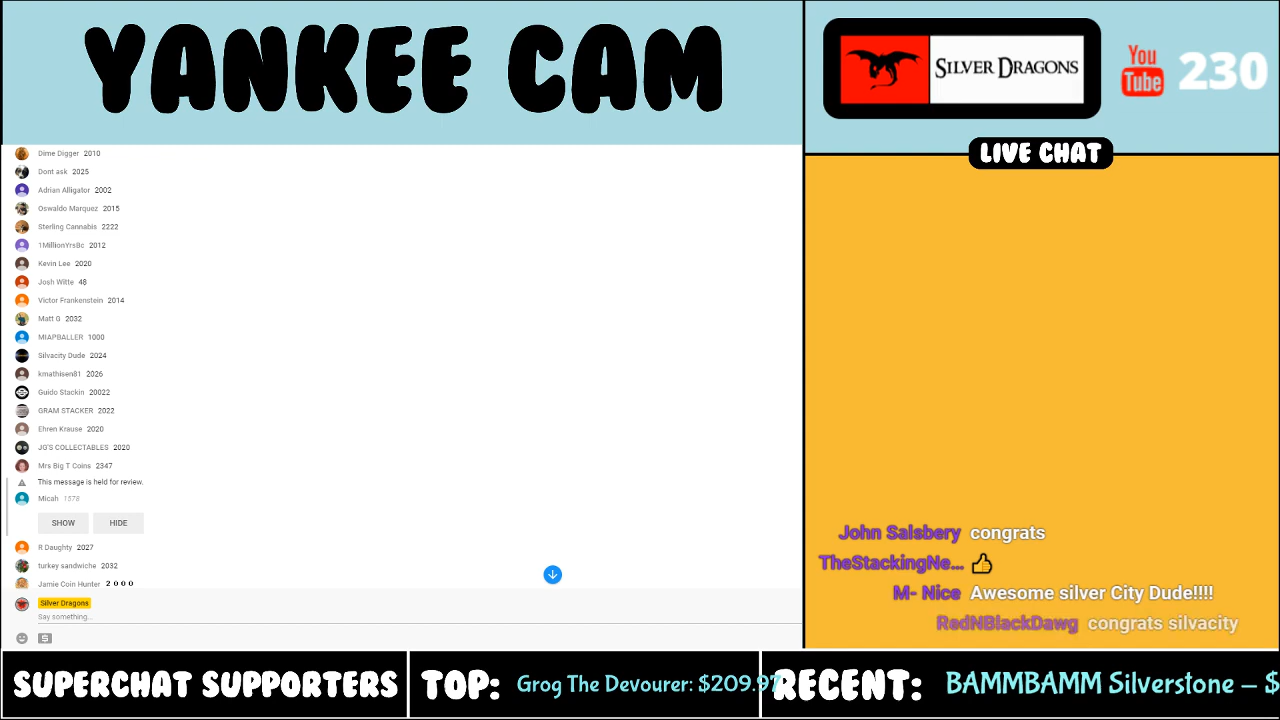 YANKEE CAM
SILVER DRAGONS
You
Tube
230
LIVE CHAT
Dime Digger 2010
Dont ask 2025
Adrian Alligator 2002
Oswaldo Marquez 2015
Sterling Cannabis 2222
1MillionYrsBc 2012
Kevin Lee 2020
Josh Witte 48
Victor Frankenstein 2014
Matt G 2032
MIAPBALLER 1000
Silvacity Dude 2024
kmathisen81 2026
Guido Stackin 20022
GRAM STACKER 2022
Ehren Krause 2020
JG'S COLLECTABLES 2020
Mrs Big T Coins 2347
This message is held for review.
Micah 1578
SHOW HIDE
R Daughty 2027
turkey sandwiche 2032
Jamie Coin Hunter 2000
Silver Dragons
Say something...
John Salsbery congrats
TheStackingNe... 👍
M- Nice Awesome silver City Dude!!!!
RedNBlackDawg congrats silvacity
SUPERCHAT SUPPORTERS
TOP: Grog The Devourer: $209.97
RECENT: BAMMBAMM Silverstone – $